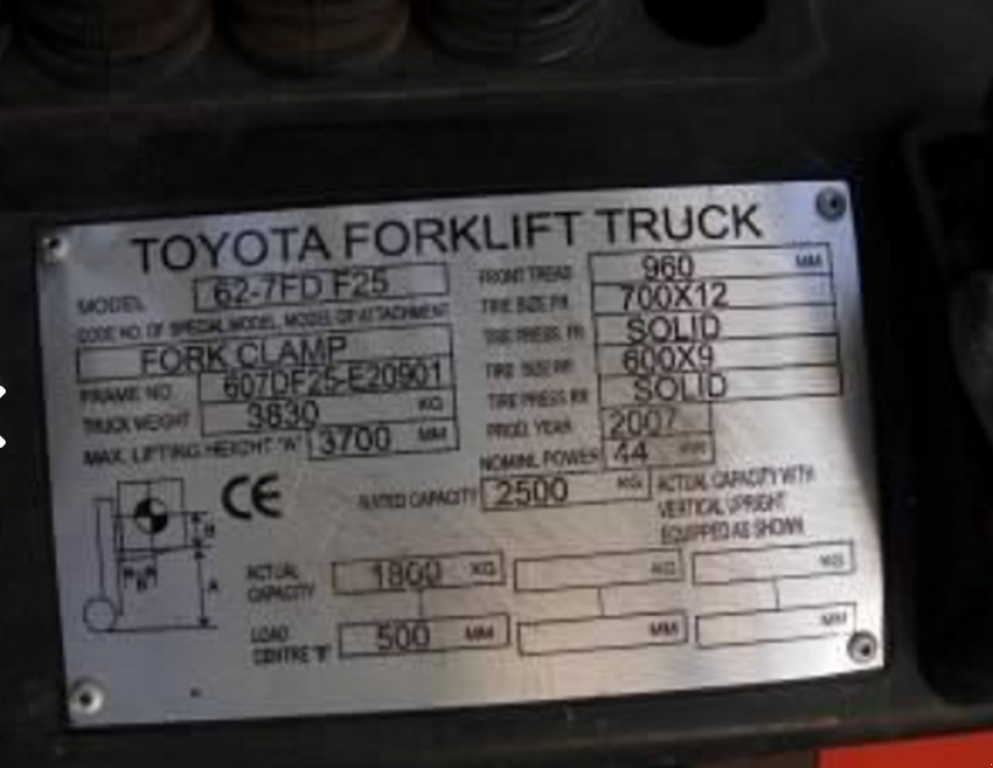 TOYOTA FORKLIFT TRUCK
MODEL 62-7FD F25
CODE NO. OF SPECIAL MODEL, MODEL OF ATTACHMENT
FORK CLAMP
FRAME NO. 607DF25-E20901
TRUCK WEIGHT 3830 KG
MAX. LIFTING HEIGHT "A" 3700 MM
FRONT TREAD 960 MM
TIRE SIZE FR 700X12
TIRE PRESS. FR SOLID
TIRE SIZE RR 600X9
TIRE PRESS RR SOLID
PROD. YEAR 2007
NOMINL POWER 44 KW
CE
RATED CAPACITY 2500 KG
ACTUAL CAPACITY WITH
VERTICAL UPRIGHT
EQUIPPED AS SHOWN
B
A
ACTUAL
CAPACITY
1800 KG KG KG
LOAD
CENTRE "B"
500 MM MM MM